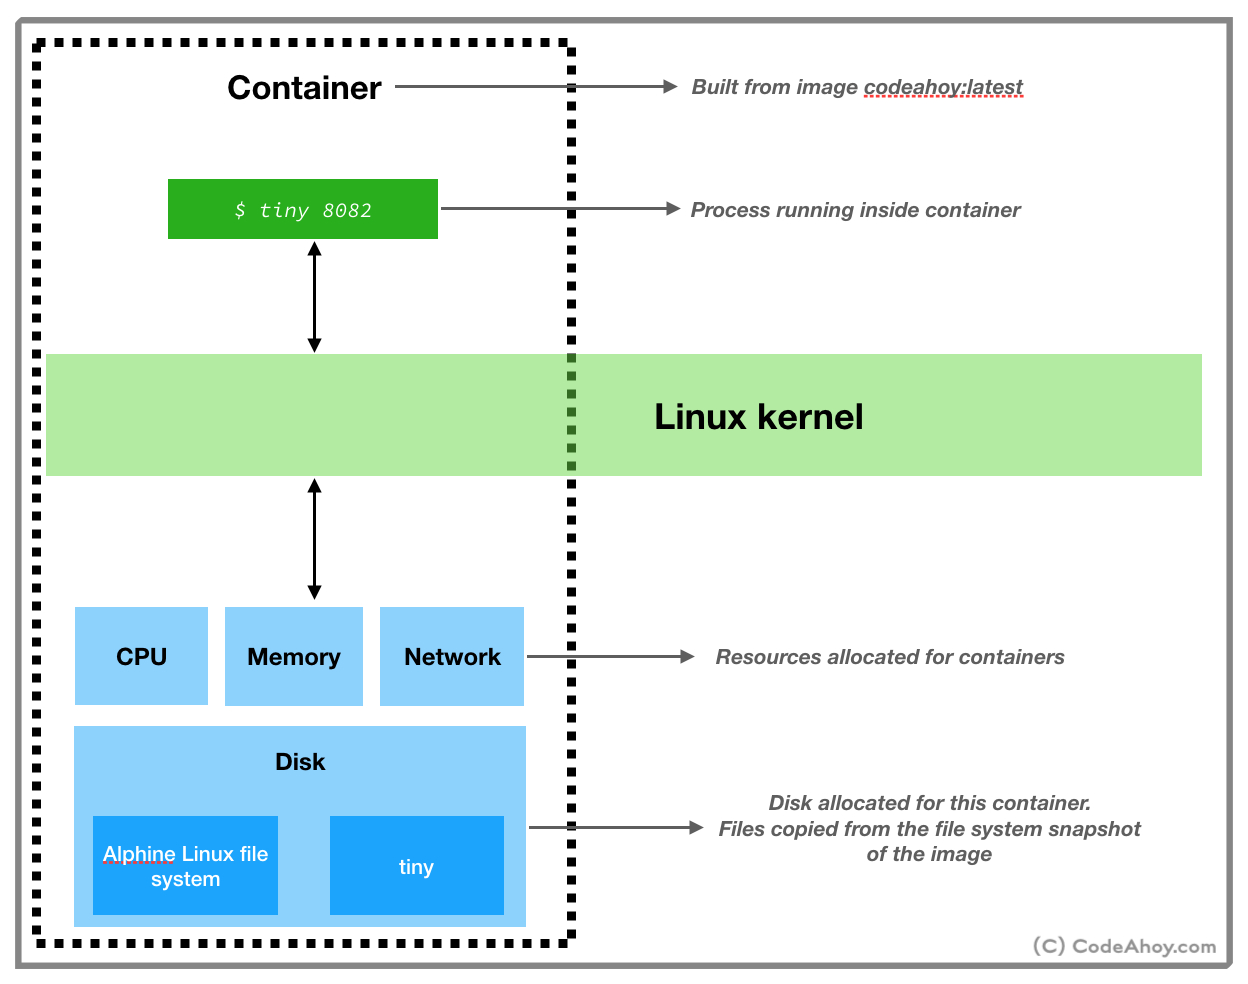 Container
Built from image codeahoy:latest
$ tiny 8082
Process running inside container
Linux kernel
CPU
Memory
Network
Resources allocated for containers
Disk
Alphine Linux file
system
tiny
Disk allocated for this container.
Files copied from the file system snapshot
of the image
(C) CodeAhoy.com